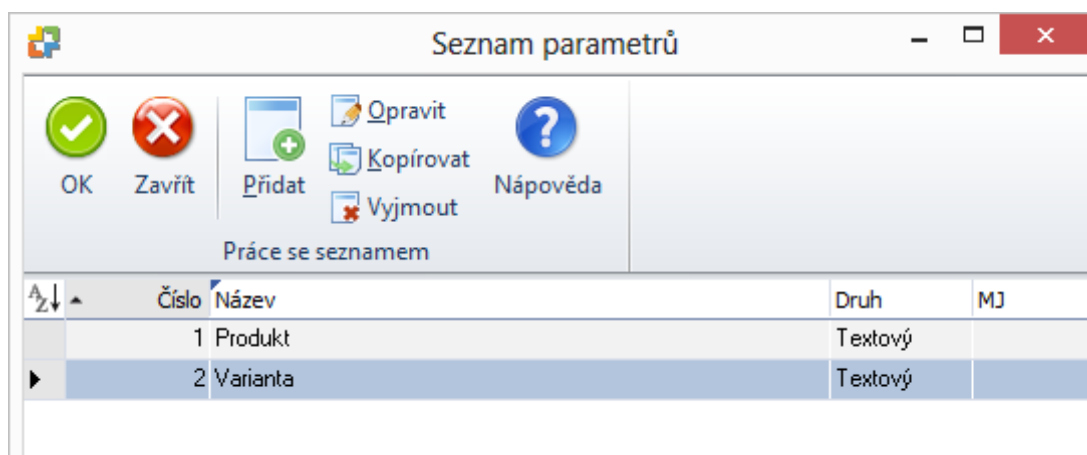 Seznam parametrů
OK
Zavřít
Přidat
Opravit
Kopírovat
Vyjmout
Nápověda
Práce se seznamem
AZ Číslo Název Druh MJ
1 Produkt Textový
2 Varianta Textový